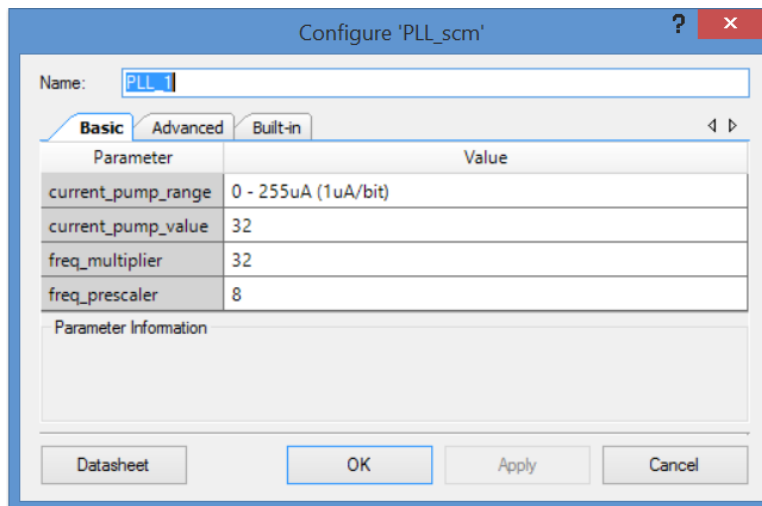 Configure 'PLL_scm'
?
Name: PLL_1
Basic Advanced Built-in
Parameter Value
current_pump_range 0 - 255uA (1uA/bit)
current_pump_value 32
freq_multiplier 32
freq_prescaler 8
Parameter Information
Datasheet OK Apply Cancel